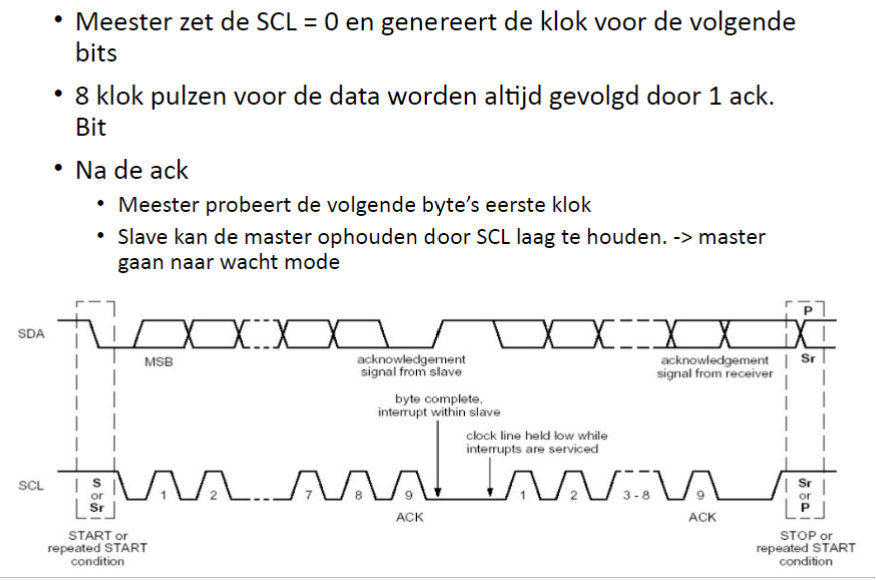 • Meester zet de SCL = 0 en genereert de klok voor de volgende
bits
• 8 klok pulzen voor de data worden altijd gevolgd door 1 ack.
Bit
• Na de ack
• Meester probeert de volgende byte’s eerste klok
• Slave kan de master ophouden door SCL laag te houden. -> master
gaan naar wacht mode
P
SDA
MSB
acknowledgement
signal from slave
acknowledgement
signal from receiver
Sr
byte complete,
interrupt within slave
clock line held low while
interrupts are serviced
SCL
S
or
Sr
1
2
7
8
9
1
2
3 - 8
9
Sr
or
P
ACK
ACK
START or
repeated START
condition
STOP or
repeated START
condition